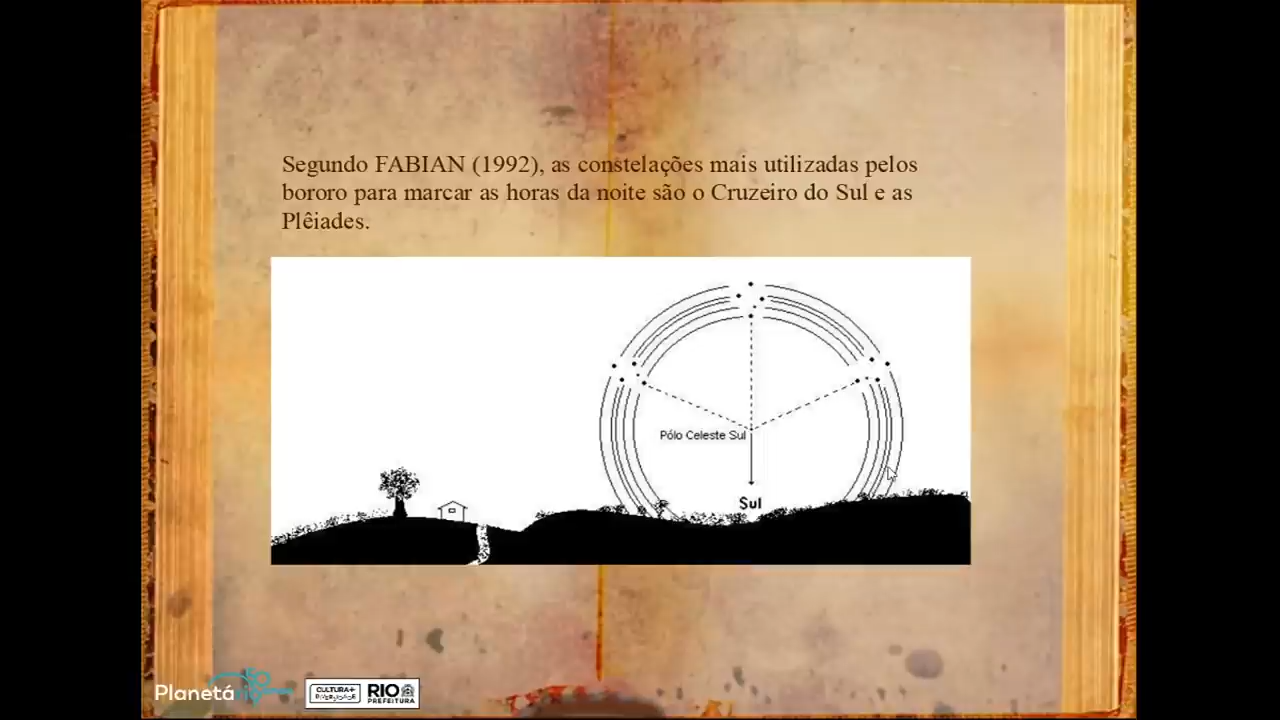 Segundo FABIAN (1992), as constelações mais utilizadas pelos
bororo para marcar as horas da noite são o Cruzeiro do Sul e as
Plêiades.
Pólo Celeste Sul
Sul
Planetário
CULTURA+
RIO
PREFEITURA